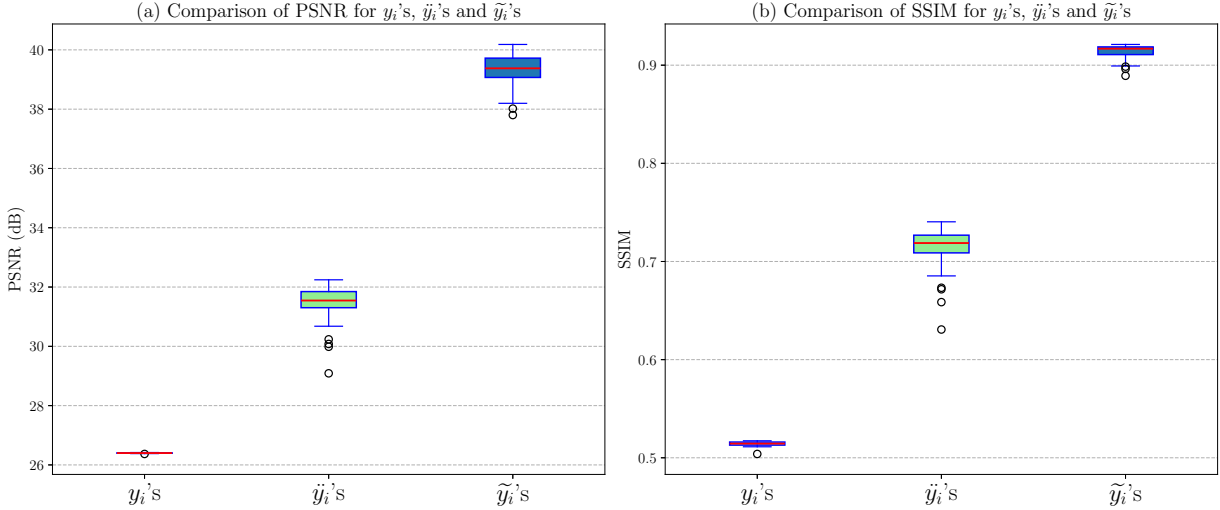 (a) Comparison of PSNR for yᵢ's, ÿᵢ's and ỹᵢ's
PSNR (dB)
40
38
36
34
32
30
28
26
yᵢ's ÿᵢ's ỹᵢ's
(b) Comparison of SSIM for yᵢ's, ÿᵢ's and ỹᵢ's
SSIM
0.9
0.8
0.7
0.6
0.5
yᵢ's ÿᵢ's ỹᵢ's